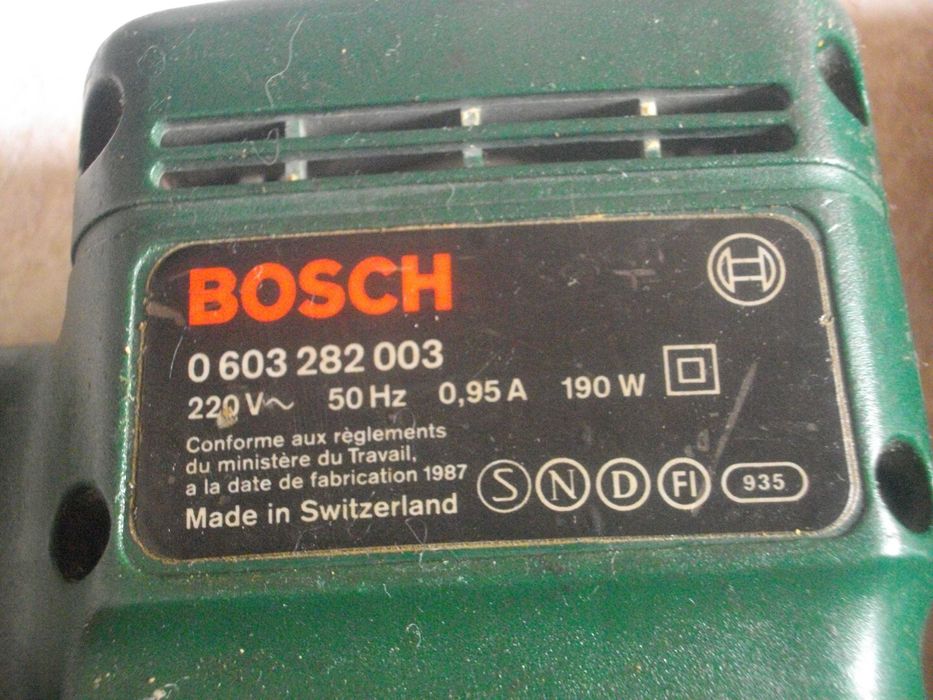 BOSCH
0 603 282 003
220 V~ 50 Hz 0,95 A 190 W
Conforme aux règlements
du ministère du Travail,
a la date de fabrication 1987
Made in Switzerland
S N D FI 935